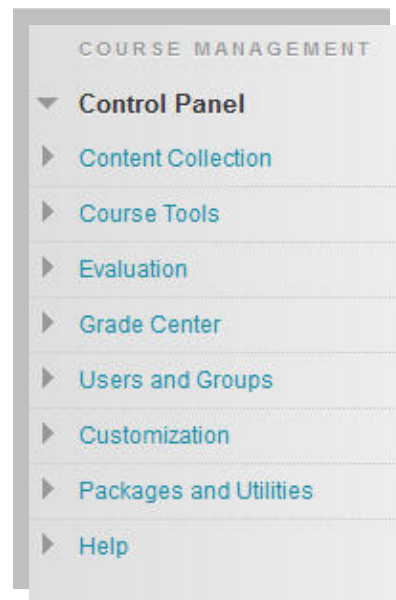 COURSE MANAGEMENT
Control Panel
Content Collection
Course Tools
Evaluation
Grade Center
Users and Groups
Customization
Packages and Utilities
Help